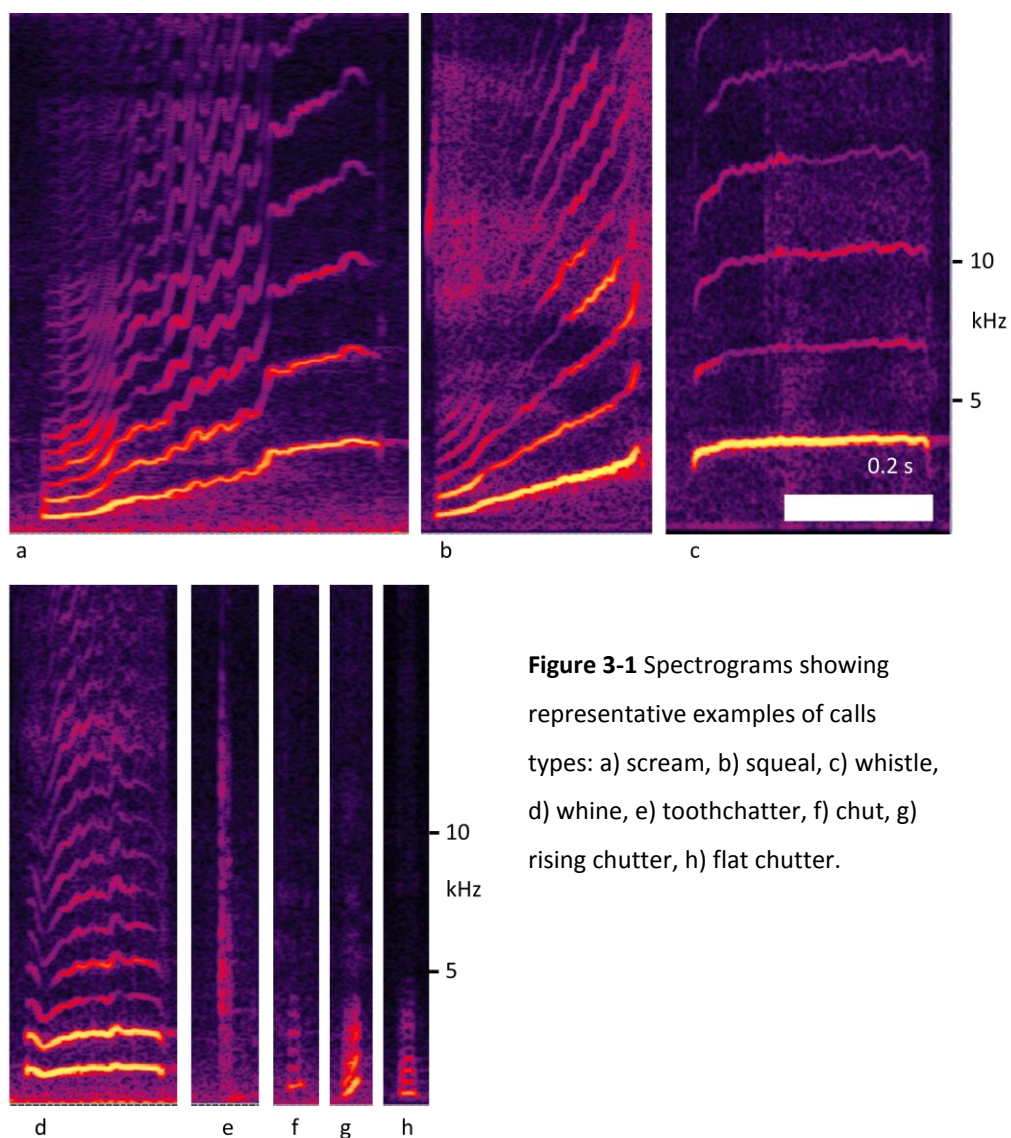 10
kHz
5
0.2 s
a b c
Figure 3-1 Spectrograms showing
representative examples of calls
types: a) scream, b) squeal, c) whistle,
d) whine, e) toothchatter, f) chut, g)
rising chutter, h) flat chutter.
10
kHz
5
d e f g h